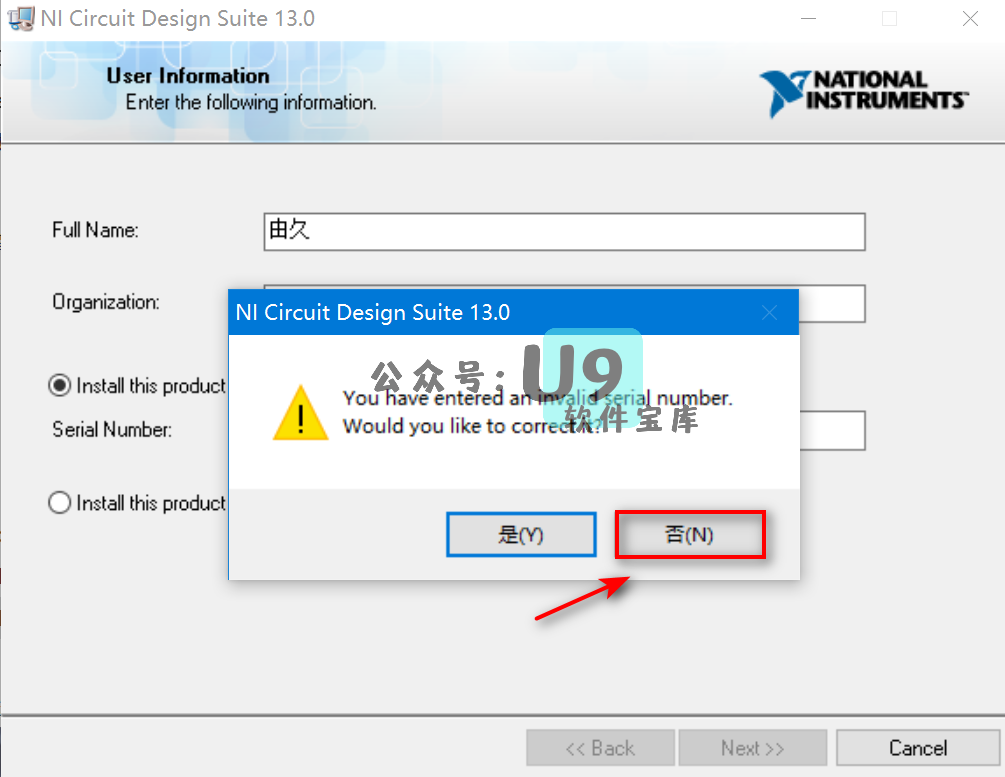 NI Circuit Design Suite 13.0
User Information
Enter the following information.
NATIONAL
INSTRUMENTS
Full Name:
由久
Organization:
NI Circuit Design Suite 13.0
公众号:U9
软件宝库
Install this product
You have entered an invalid serial number.
Would you like to correct it?
Serial Number:
Install this product
是(Y)
否(N)
<< Back
Next >>
Cancel